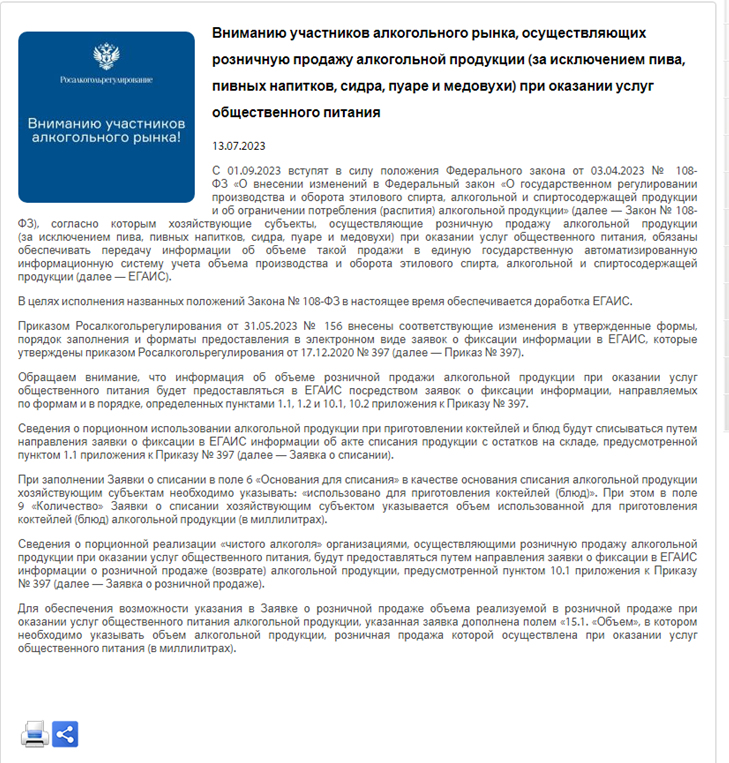 Росалкогольрегулирование
Вниманию участников
алкогольного рынка!
Вниманию участников алкогольного рынка, осуществляющих
розничную продажу алкогольной продукции (за исключением пива,
пивных напитков, сидра, пуаре и медовухи) при оказании услуг
общественного питания
13.07.2023
С 01.09.2023 вступят в силу положения Федерального закона от 03.04.2023 № 108-
ФЗ «О внесении изменений в Федеральный закон «О государственном регулировании
производства и оборота этилового спирта, алкогольной и спиртосодержащей продукции
и об ограничении потребления (распития) алкогольной продукции» (далее — Закон № 108-
ФЗ), согласно которым хозяйствующие субъекты, осуществляющие розничную продажу алкогольной продукции
(за исключением пива, пивных напитков, сидра, пуаре и медовухи) при оказании услуг общественного питания, обязаны
обеспечивать передачу информации об объеме такой продажи в единую государственную автоматизированную
информационную систему учета объема производства и оборота этилового спирта, алкогольной и спиртосодержащей
продукции (далее — ЕГАИС).
В целях исполнения названных положений Закона № 108-ФЗ в настоящее время обеспечивается доработка ЕГАИС.
Приказом Росалкогольрегулирования от 31.05.2023 № 156 внесены соответствующие изменения в утвержденные формы,
порядок заполнения и форматы предоставления в электронном виде заявок о фиксации информации в ЕГАИС, которые
утверждены приказом Росалкогольрегулирования от 17.12.2020 № 397 (далее — Приказ № 397).
Обращаем внимание, что информация об объеме розничной продажи алкогольной продукции при оказании услуг
общественного питания будет предоставляться в ЕГАИС посредством заявок о фиксации информации, направляемых
по формам и в порядке, определенных пунктами 1.1, 1.2 и 10.1, 10.2 приложения к Приказу № 397.
Сведения о порционном использовании алкогольной продукции при приготовлении коктейлей и блюд будут списываться путем
направления заявки о фиксации в ЕГАИС информации об акте списания продукции с остатков на складе, предусмотренной
пунктом 1.1 приложения к Приказу № 397 (далее — Заявка о списании).
При заполнении Заявки о списании в поле 6 «Основания для списания» в качестве основания списания алкогольной продукции
хозяйствующим субъектам необходимо указывать: «использовано для приготовления коктейлей (блюд)». При этом в поле
9 «Количество» Заявки о списании хозяйствующим субъектом указывается объем использованной для приготовления
коктейлей (блюд) алкогольной продукции (в миллилитрах).
Сведения о порционной реализации «чистого алкоголя» организациями, осуществляющими розничную продажу алкогольной
продукции при оказании услуг общественного питания, будут предоставляться путем направления заявки о фиксации в ЕГАИС
информации о розничной продаже (возврате) алкогольной продукции, предусмотренной пунктом 10.1 приложения к Приказу
№ 397 (далее — Заявка о розничной продаже).
Для обеспечения возможности указания в Заявке о розничной продаже объема реализуемой в розничной продаже при
оказании услуг общественного питания алкогольной продукции, указанная заявка дополнена полем «15.1. «Объем», в котором
необходимо указывать объем алкогольной продукции, розничная продажа которой осуществлена при оказании услуг
общественного питания (в миллилитрах).